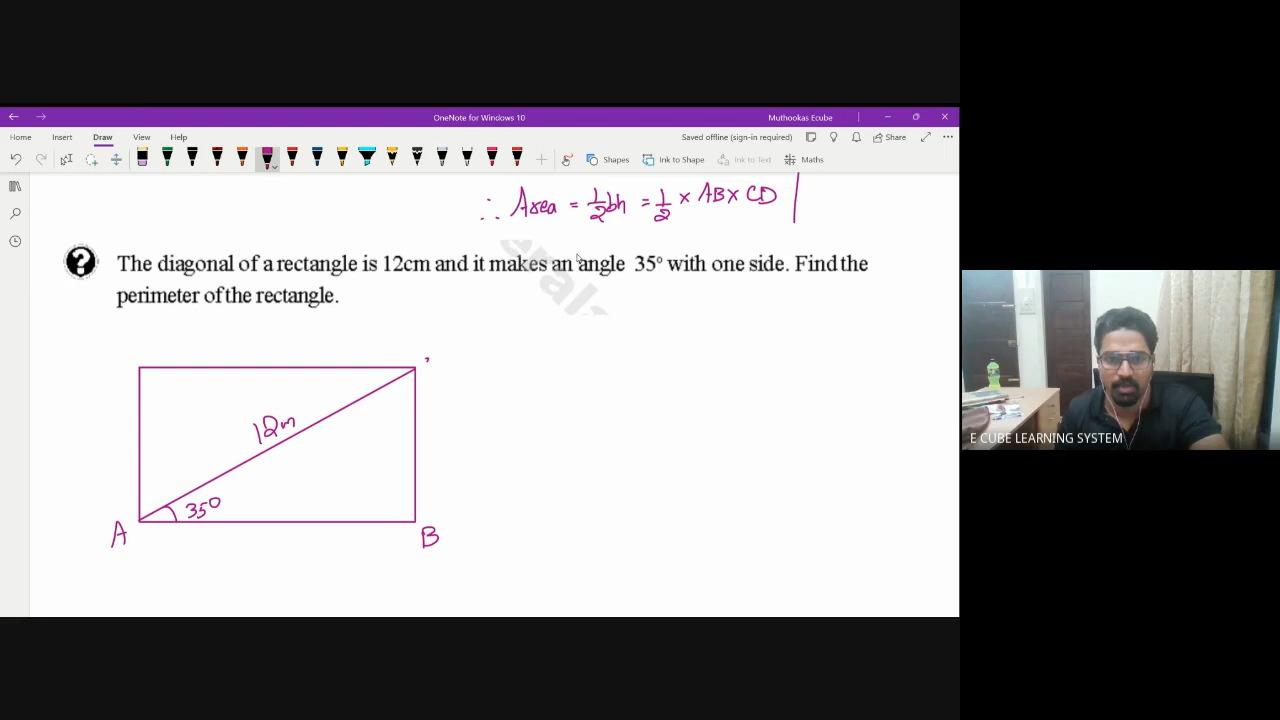 OneNote for Windows 10
Muthookas Ecube
Home Insert Draw View Help
Saved offline (sign-in required)
Share
Shapes
Ink to Shape
Ink to Text
Maths
∴ Area = 1/2 bh = 1/2 × AB × CD
The diagonal of a rectangle is 12cm and it makes an angle 35° with one side. Find the
perimeter of the rectangle.
12m
35°
A
B
E CUBE LEARNING SYSTEM